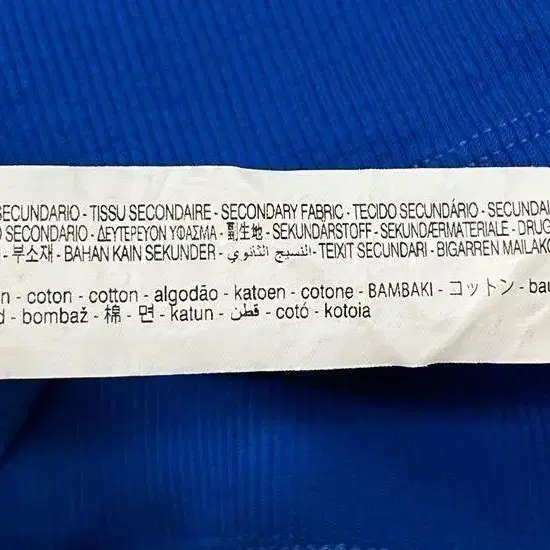 SECUNDARIO - TISSU SECONDAIRE - SECONDARY FABRIC - TECIDO SECUNDÁRIO - SECUNDAI
O SECONDARIO - ΔΕΥΤΕΡΕΥΟΝ ΥΦΑΣΜΑ - 副生地 - SEKUNDÄRSTOFF - SEKUNDÆRMATERIALE - DRUG
- 부소재 - BAHAN KAIN SEKUNDER - النسيج الثانوي - TEIXIT SECUNDARI - BIGARREN MAILAKO
n - coton - cotton - algodão - katoen - cotone - BAMBAKI - コットン - bau
d - bombaž - 棉 - 면 - katun - قطن - cotó - kotoia